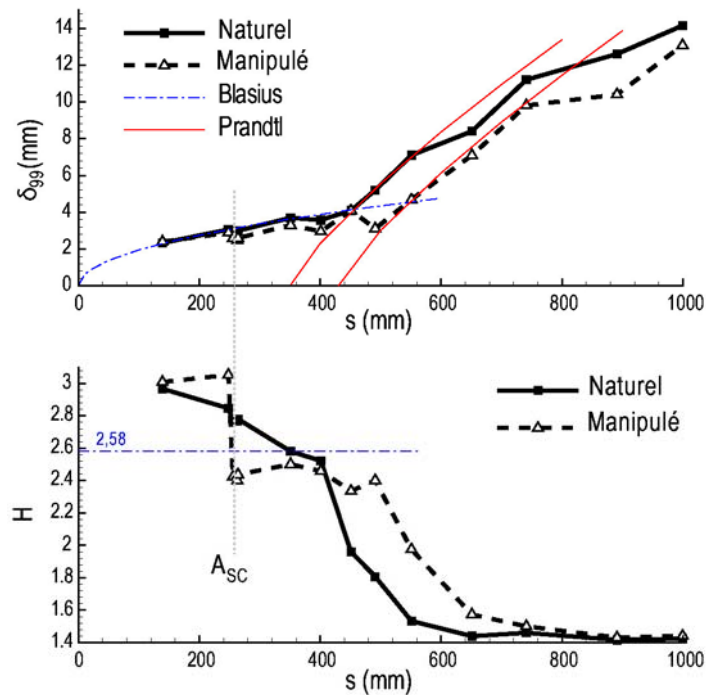 Naturel
Manipulé
Blasius
Prandtl
δ99(mm)
14
12
10
8
6
4
2
0
0 200 400 600 800 1000
s (mm)
Naturel
Manipulé
2,58
H
A_SC
3
2.8
2.6
2.4
2.2
2
1.8
1.6
1.4
0 200 400 600 800 1000
s (mm)